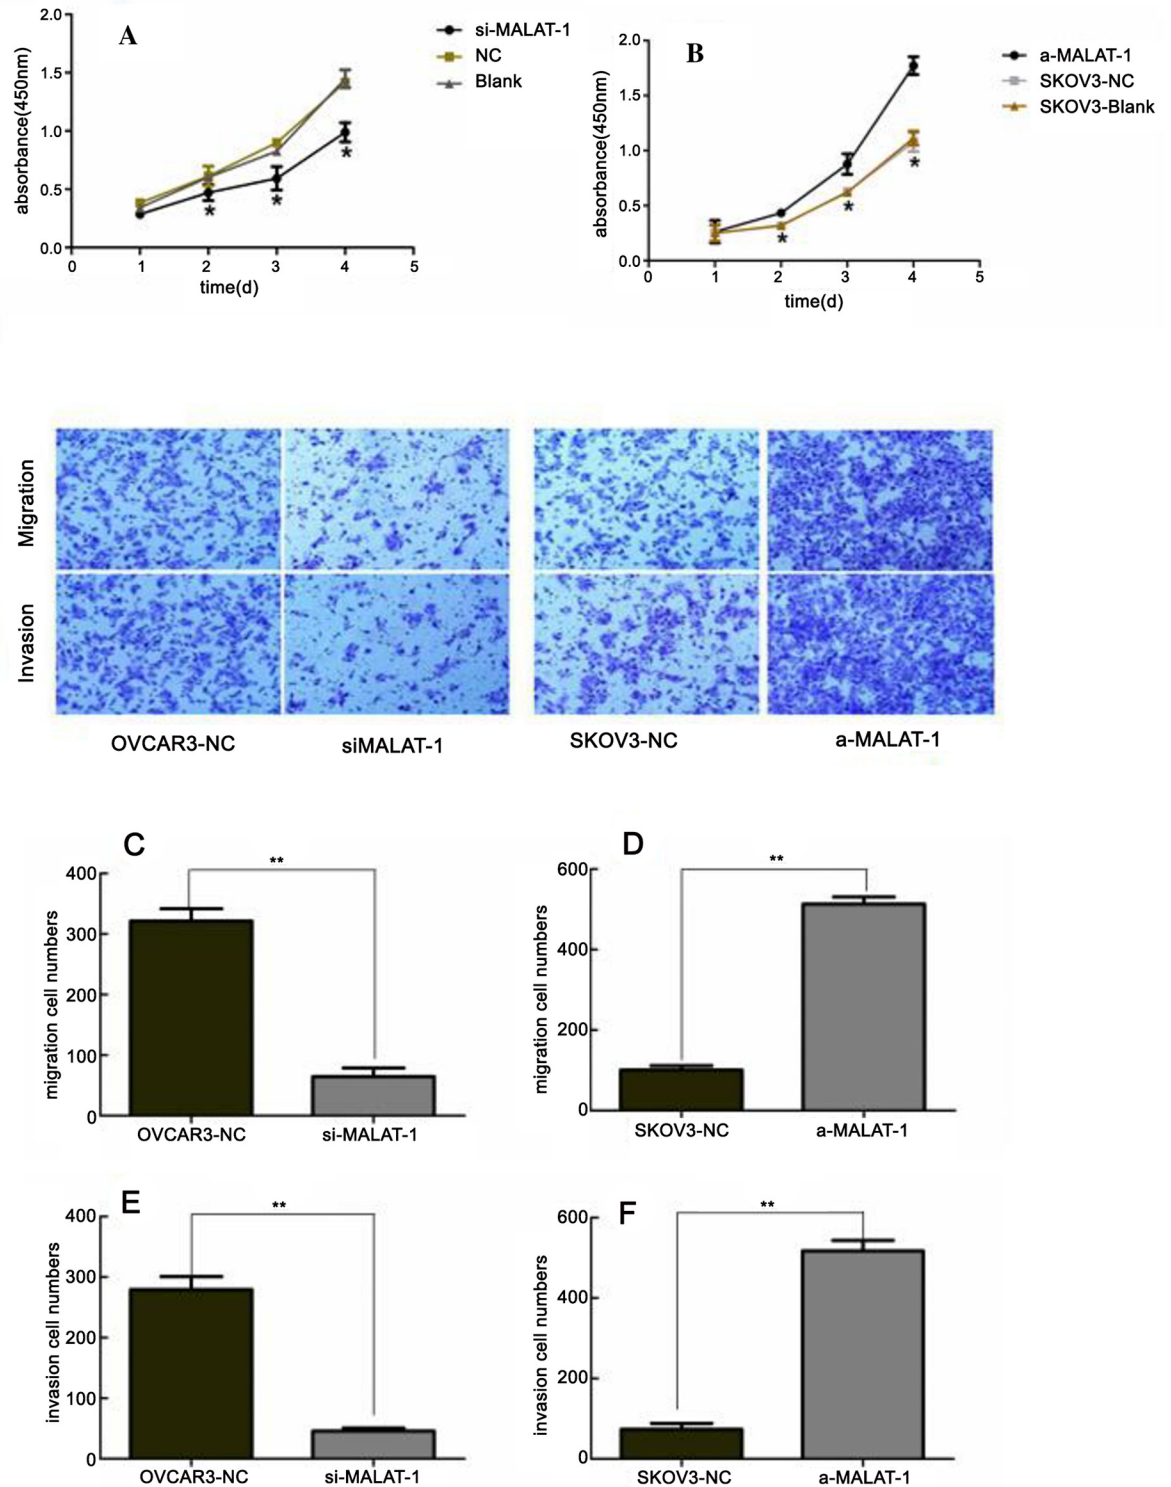 A
absorbance(450nm)
2.0
1.5
1.0
0.5
0.0
0 1 2 3 4 5
time(d)
si-MALAT-1
NC
Blank
*
*
*
B
absorbance(450nm)
2.0
1.5
1.0
0.5
0.0
0 1 2 3 4 5
time(d)
a-MALAT-1
SKOV3-NC
SKOV3-Blank
*
*
*
Migration
Invasion
OVCAR3-NC siMALAT-1 SKOV3-NC a-MALAT-1
C
**
migration cell numbers
400
300
200
100
0
OVCAR3-NC si-MALAT-1
D
**
migration cell numbers
600
400
200
0
SKOV3-NC a-MALAT-1
E
**
invasion cell numbers
400
300
200
100
0
OVCAR3-NC si-MALAT-1
F
**
invasion cell numbers
600
400
200
0
SKOV3-NC a-MALAT-1